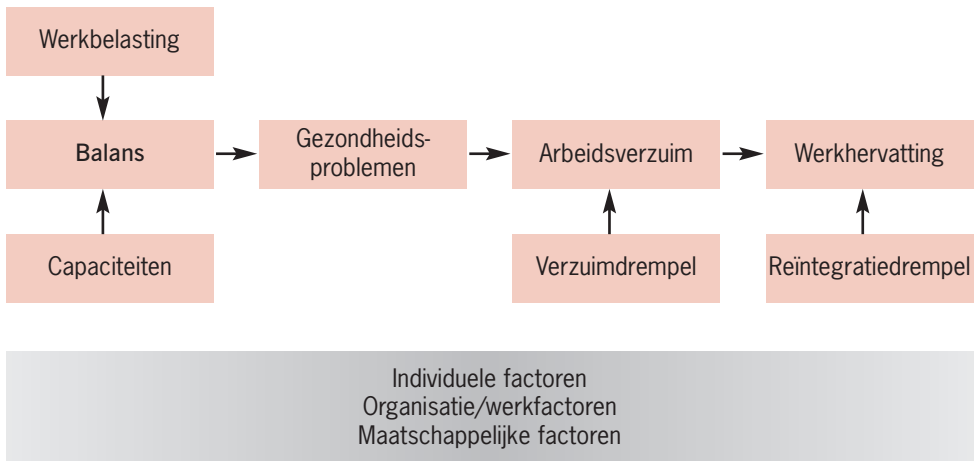 Werkbelasting
Balans
Gezondheids-
problemen
Arbeidsverzuim
Werkhervatting
Capaciteiten
Verzuimdrempel
Reïntegratiedrempel
Individuele factoren
Organisatie/werkfactoren
Maatschappelijke factoren